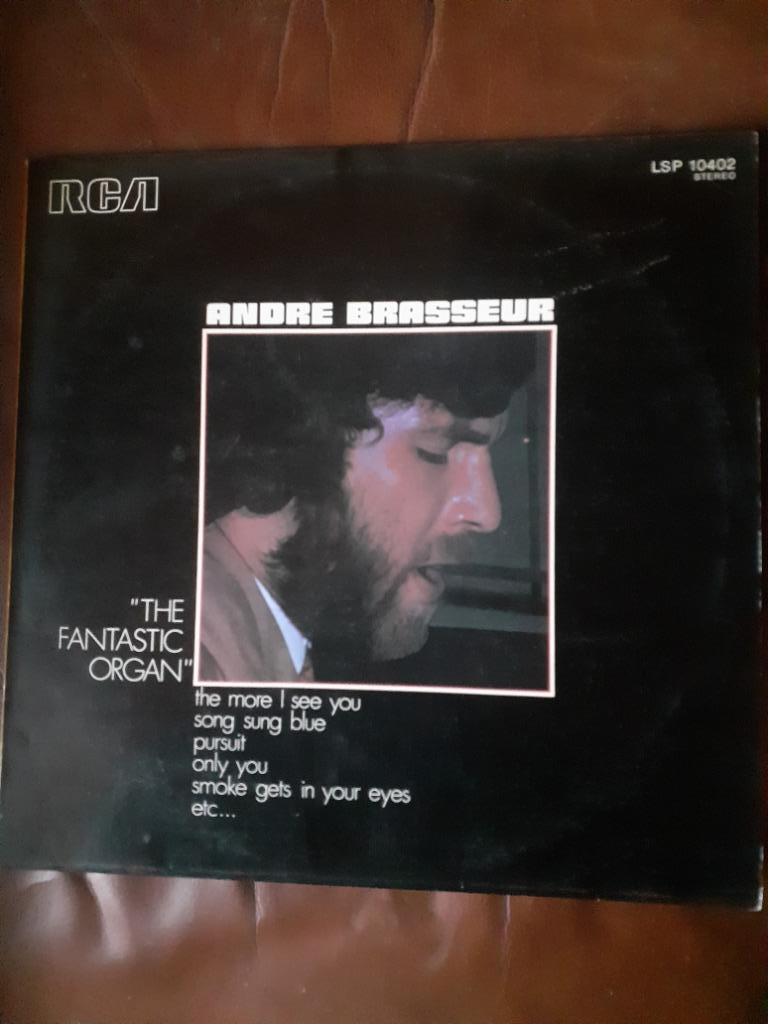 RCA
LSP 10402
STEREO
ANDRE BRASSEUR
"THE
FANTASTIC
ORGAN"
the more I see you
song sung blue
pursuit
only you
smoke gets in your eyes
etc...